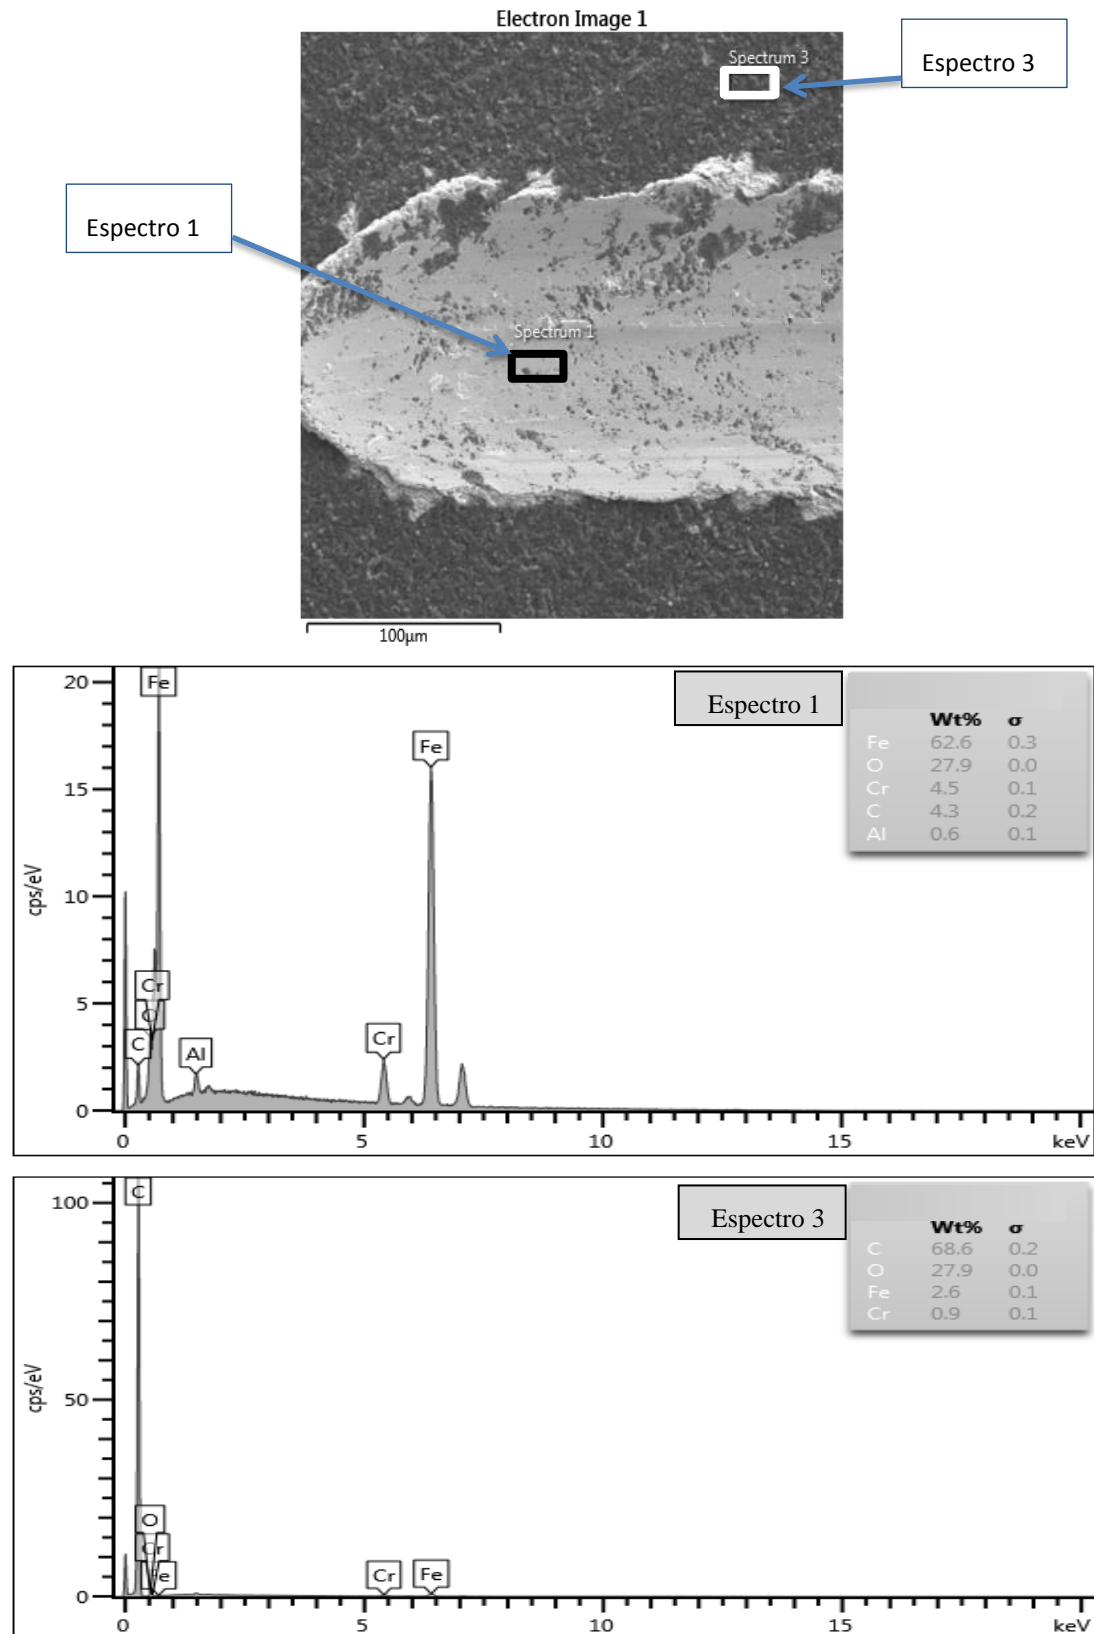 Electron Image 1
Spectrum 3
Espectro 3
Espectro 1
Spectrum 1
100µm
Espectro 1
Wt% σ
Fe 62.6 0.3
O 27.9 0.0
Cr 4.5 0.1
C 4.3 0.2
Al 0.6 0.1
20
15
10
5
0
cps/eV
Fe
Fe
Cr
O
C
Al
Cr
0 5 10 15 keV
Espectro 3
Wt% σ
C 68.6 0.2
O 27.9 0.0
Fe 2.6 0.1
Cr 0.9 0.1
100
50
0
cps/eV
C
O
Cr
Fe
Cr
Fe
0 5 10 15 keV